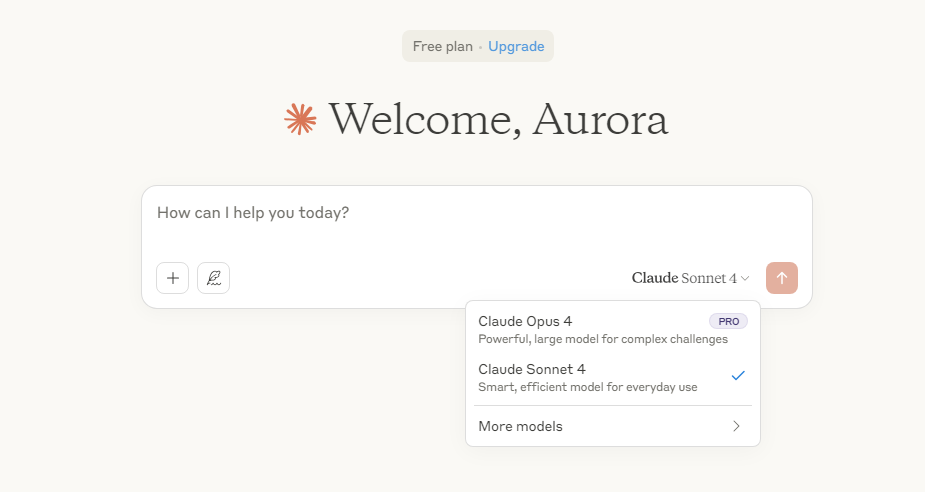 Free plan · Upgrade
Welcome, Aurora
How can I help you today?
Claude Sonnet 4
Claude Opus 4 PRO
Powerful, large model for complex challenges
Claude Sonnet 4
Smart, efficient model for everyday use
More models